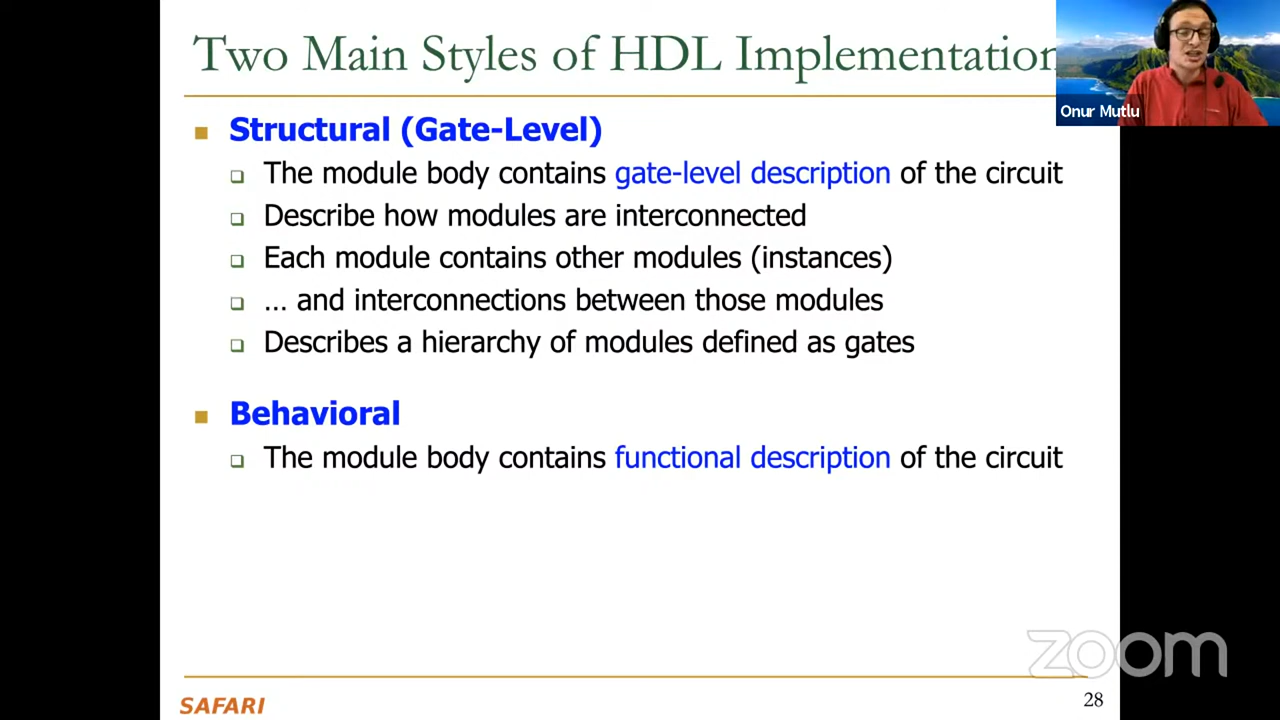 Two Main Styles of HDL Implementation
Onur Mutlu
Structural (Gate-Level)
The module body contains gate-level description of the circuit
Describe how modules are interconnected
Each module contains other modules (instances)
… and interconnections between those modules
Describes a hierarchy of modules defined as gates
Behavioral
The module body contains functional description of the circuit
zoom
SAFARI
28